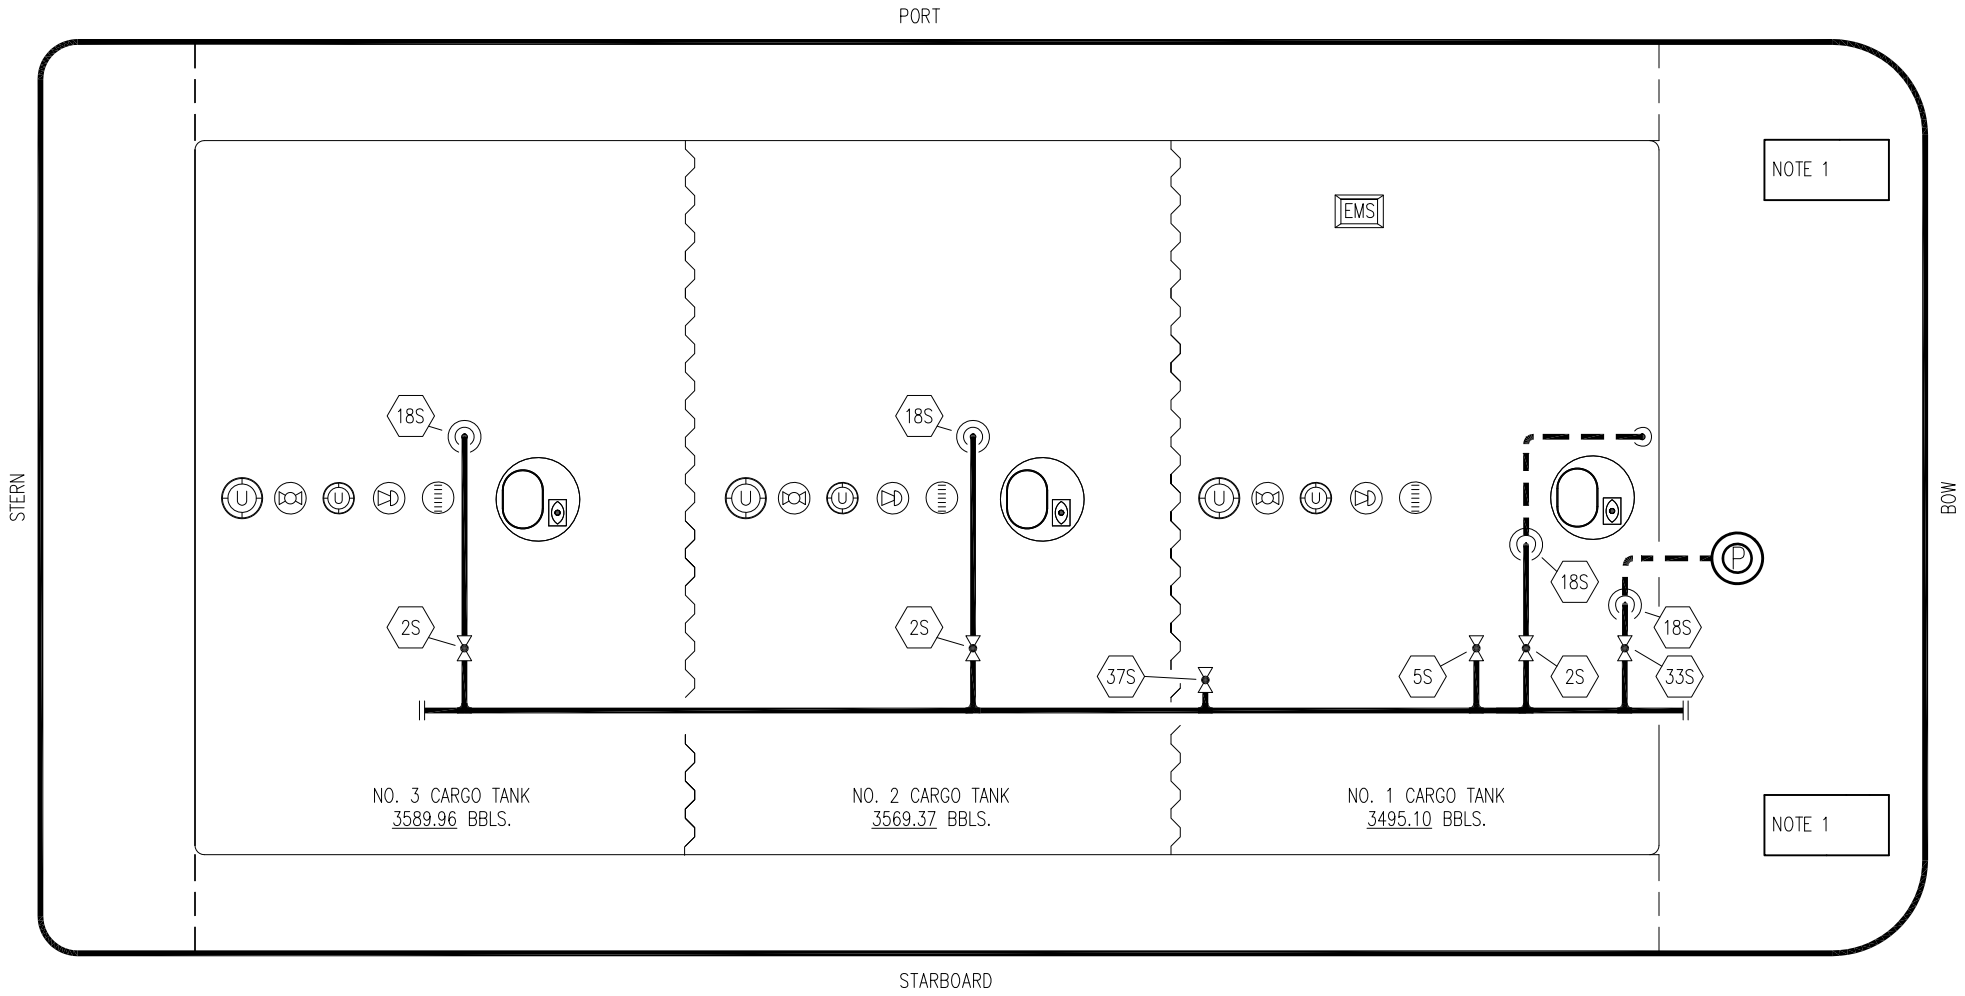 PORT
NOTE 1
EMS
18S
18S
STERN
U
U
U
U
U
U
BOW
P
18S
18S
2S
2S
37S
5S
2S
33S
NO. 3 CARGO TANK
3589.96 BBLS.
NO. 2 CARGO TANK
3569.37 BBLS.
NO. 1 CARGO TANK
3495.10 BBLS.
NOTE 1
STARBOARD